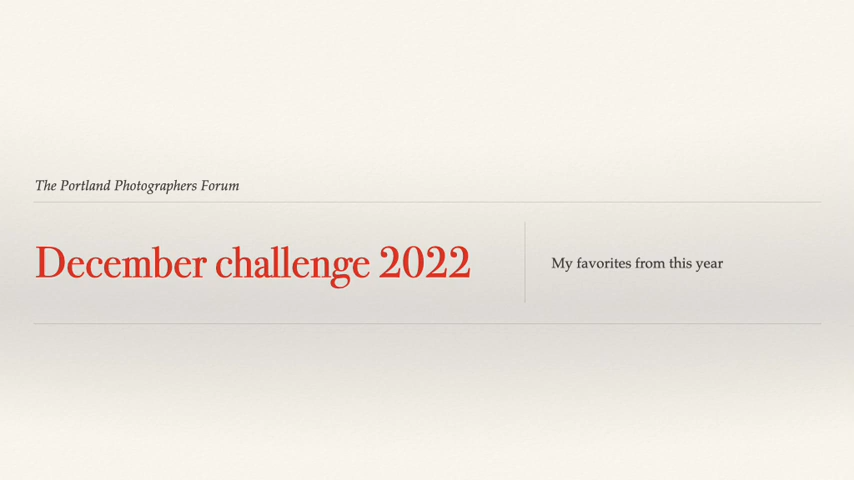 The Portland Photographers Forum
December challenge 2022
My favorites from this year